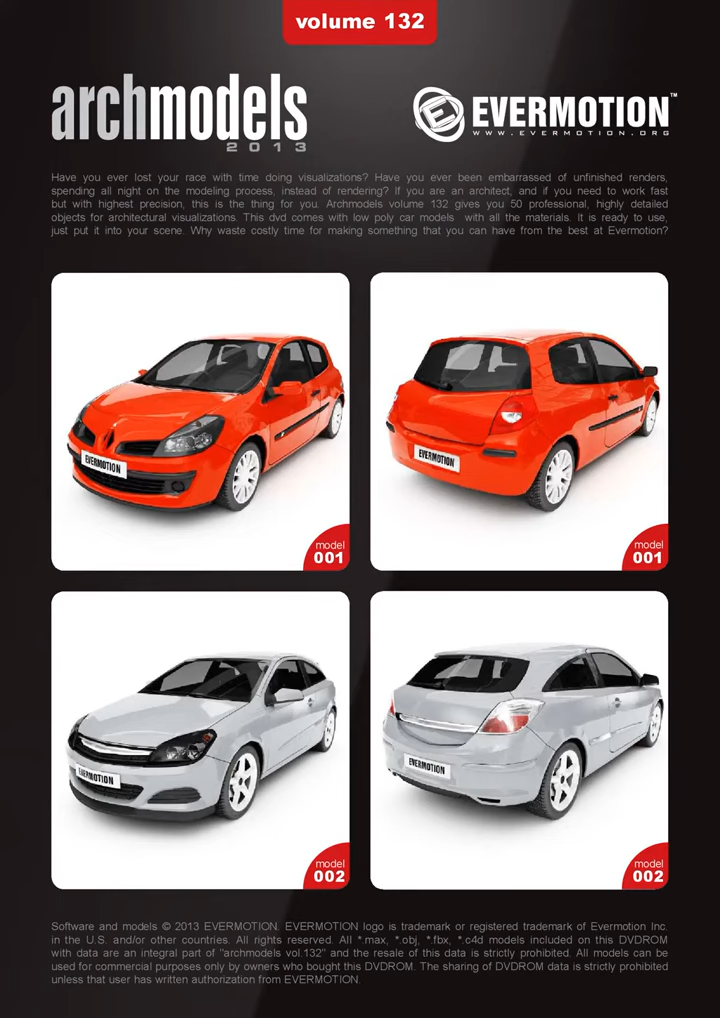 volume 132
archmodels
2013
EVERMOTION™
WWW.EVERMOTION.ORG
Have you ever lost your race with time doing visualizations? Have you ever been embarrassed of unfinished renders,
spending all night on the modeling process, instead of rendering? If you are an architect, and if you need to work fast
but with highest precision, this is the thing for you. Archmodels volume 132 gives you 50 professional, highly detailed
objects for architectural visualizations. This dvd comes with low poly car models with all the materials. It is ready to use,
just put it into your scene. Why waste costly time for making something that you can have from the best at Evermotion?
EVERMOTION
model
001
EVERMOTION
model
001
EVERMOTION
model
002
EVERMOTION
model
002
Software and models © 2013 EVERMOTION. EVERMOTION logo is trademark or registered trademark of Evermotion Inc.
in the U.S. and/or other countries. All rights reserved. All *.max, *.obj, *.fbx, *.c4d models included on this DVDROM
with data are an integral part of "archmodels vol.132" and the resale of this data is strictly prohibited. All models can be
used for commercial purposes only by owners who bought this DVDROM. The sharing of DVDROM data is strictly prohibited
unless that user has written authorization from EVERMOTION.